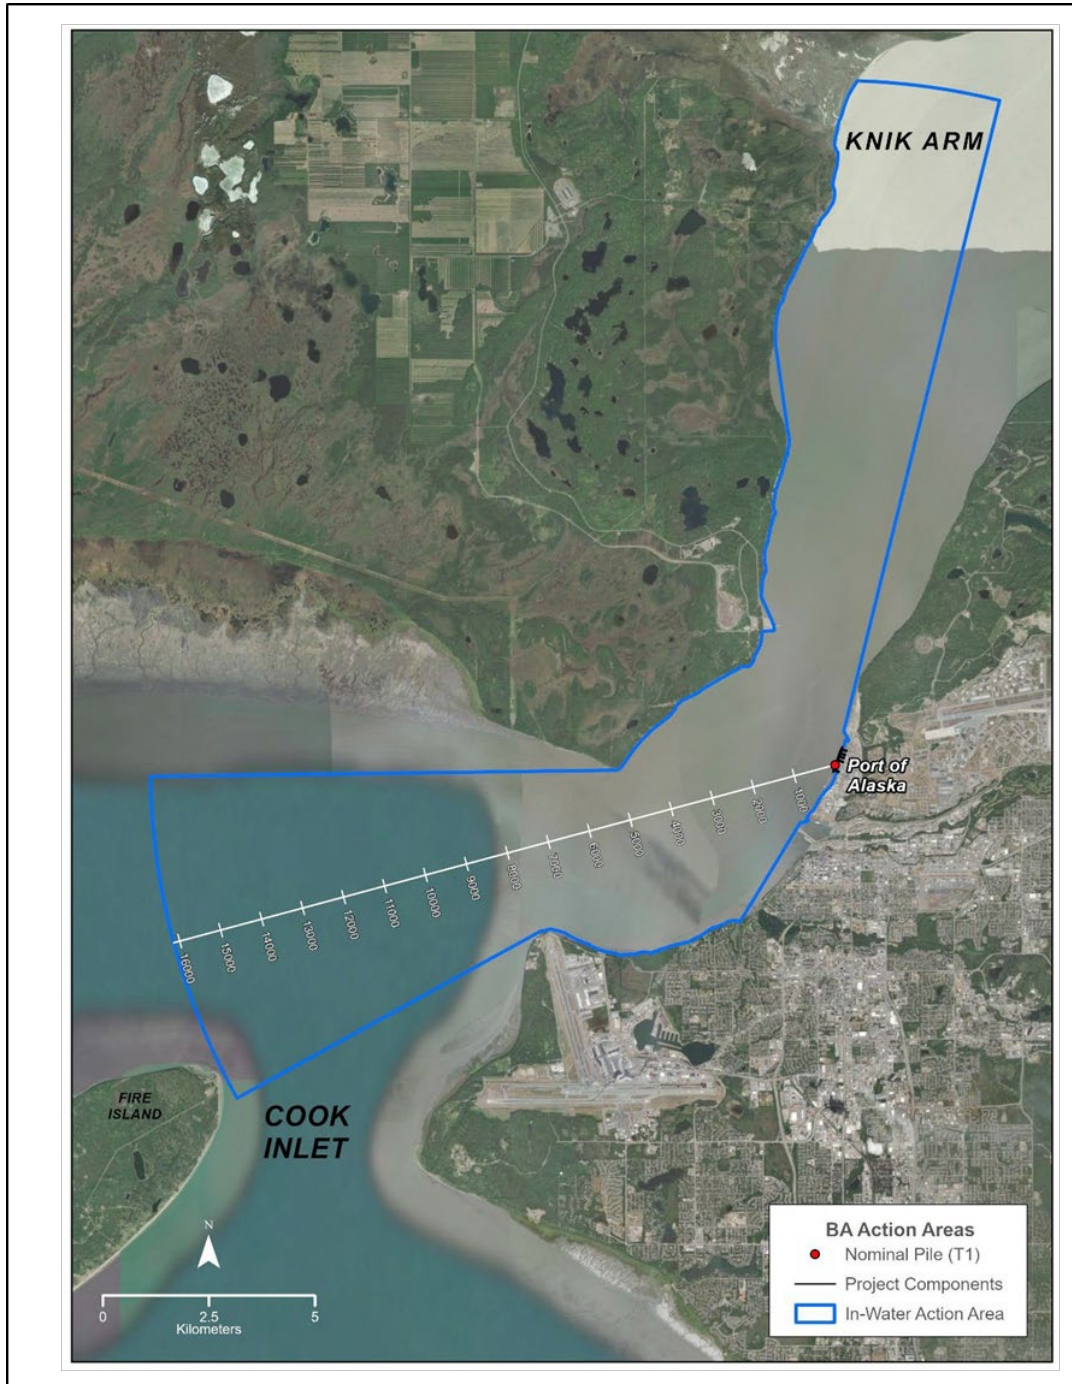 KNIK ARM
Port of
Alaska
1000
2000
3000
4000
5000
6000
7000
8000
9000
10000
11000
12000
13000
14000
15000
16000
FIRE
ISLAND
COOK
INLET
N
0 2.5 5
Kilometers
BA Action Areas
Nominal Pile (T1)
Project Components
In-Water Action Area